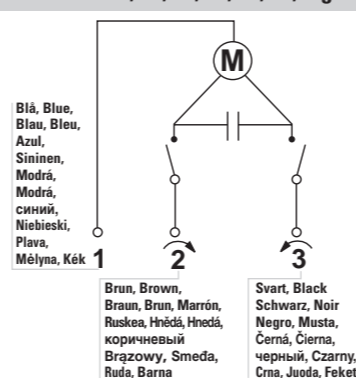 M
Blå, Blue,
Blau, Bleu,
Azul,
Sininen,
Modrá,
Modrá,
синий,
Niebieski,
Plava,
Mėlyna, Kék
1
2
3
Brun, Brown,
Braun, Brun, Marrón,
Ruskea, Hnědá, Hnedá,
коричневый
Brązowy, Smeđa,
Ruda, Barna
Svart, Black
Schwarz, Noir
Negro, Musta,
Černá, Čierna,
черный, Czarny,
Crna, Juoda, Feket